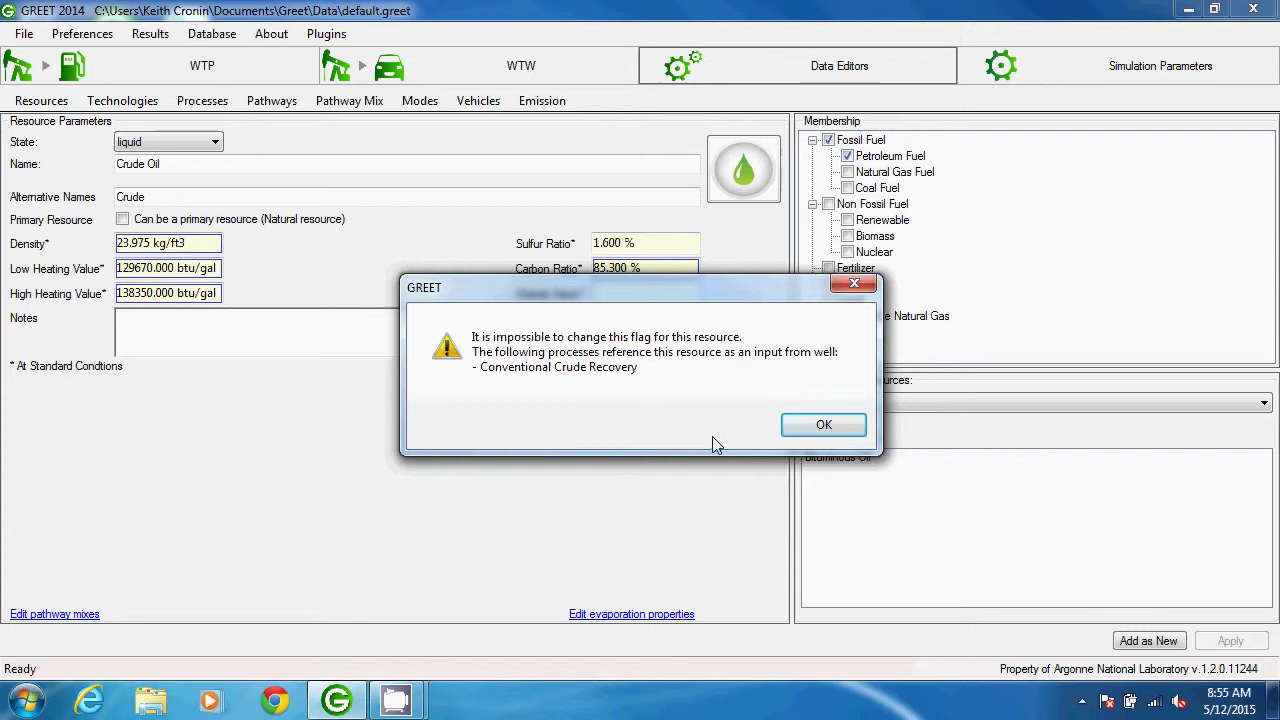 GREET 2014 C:\Users\Keith Cronin\Documents\Greet\Data\default.greet
File Preferences Results Database About Plugins
WTP WTW Data Editors Simulation Parameters
Resources Technologies Processes Pathways Pathway Mix Modes Vehicles Emission
Resource Parameters
State: liquid
Name: Crude Oil
Alternative Names Crude
Primary Resource Can be a primary resource (Natural resource)
Density* 23.975 kg/ft3 Sulfur Ratio* 1.600 %
Low Heating Value* 129670.000 btu/gal Carbon Ratio* 85.300 %
High Heating Value* 138350.000 btu/gal
Notes
* At Standard Condtions
Edit pathway mixes Edit evaporation properties
Membership
Fossil Fuel
Petroleum Fuel
Natural Gas Fuel
Coal Fuel
Non Fossil Fuel
Renewable
Biomass
Nuclear
Fertilizer
Natural Gas
Bituminous Oil
Add as New Apply
GREET
It is impossible to change this flag for this resource.
The following processes reference this resource as an input from well:
- Conventional Crude Recovery
OK
Ready Property of Argonne National Laboratory v.1.2.0.11244
8:55 AM
5/12/2015